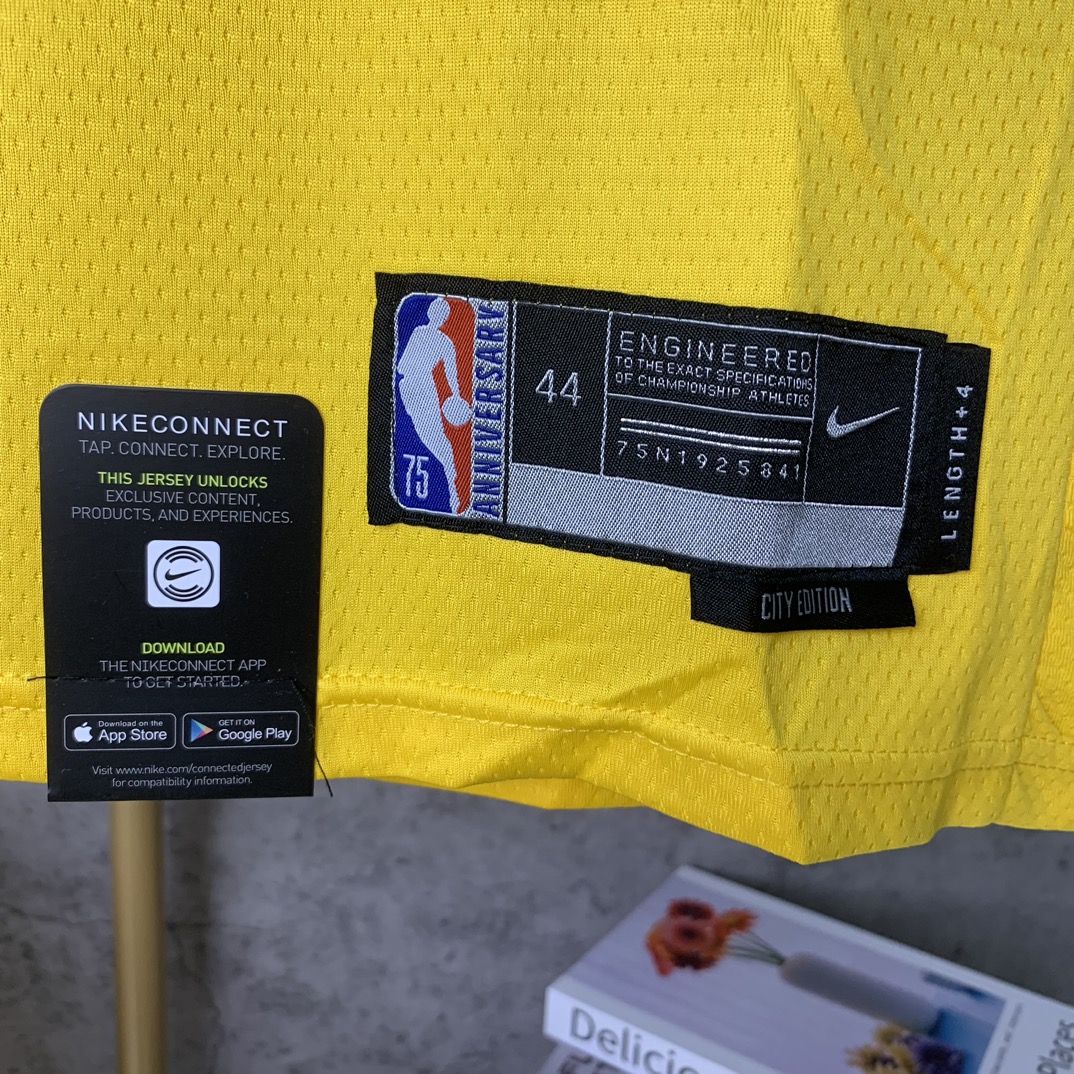 NIKECONNECT
TAP. CONNECT. EXPLORE.
THIS JERSEY UNLOCKS
EXCLUSIVE CONTENT,
PRODUCTS, AND EXPERIENCES.
DOWNLOAD
THE NIKECONNECT APP
TO GET STARTED.
Download on the
App Store
GET IT ON
Google Play
Visit www.nike.com/connectedjersey
for compatibility information.
75
ANNIVERSARY
44
ENGINEERED
TO THE EXACT SPECIFICATIONS
OF CHAMPIONSHIP ATHLETES
75N1925841
LENGTH+4
CITY EDITION
Places